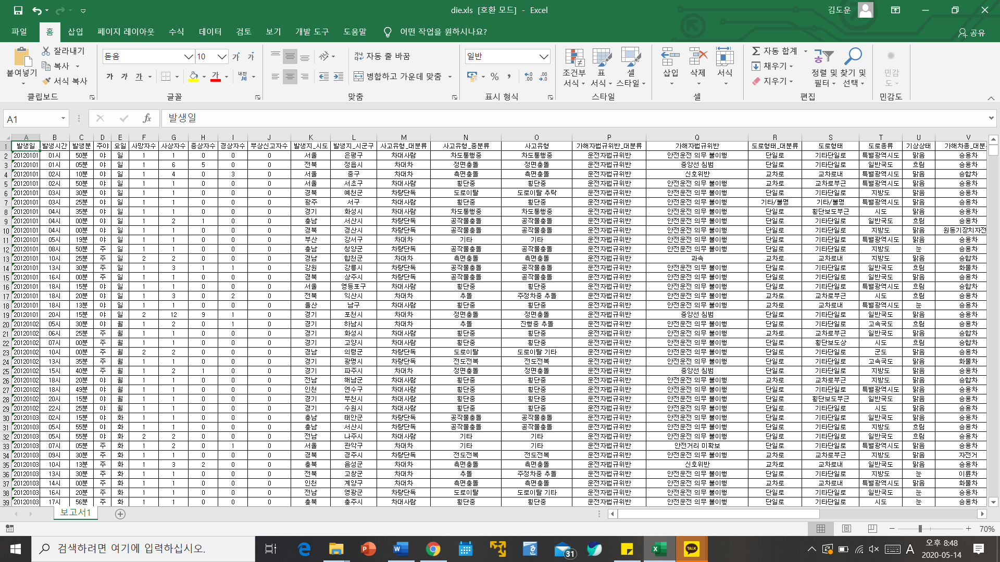 die.xls [호환 모드] - Excel
김도윤
파일 홈 삽입 페이지 레이아웃 수식 데이터 검토 보기 개발 도구 도움말 어떤 작업을 원하시나요? 공유
붙여넣기 잘라내기 복사 서식 복사 클립보드
돋움 10 가 가 가 가 가 가 내천 글꼴
자동 줄 바꿈 병합하고 가운데 맞춤 맞춤
일반 % 표시 형식
조건부 서식 표 서식 셀 스타일 스타일
삽입 삭제 서식 셀
자동 합계 채우기 지우기 정렬 및 필터 찾기 및 선택 편집
민감도 민감도
A1 fx 발생일
A B C D E F G H I J K L M N O P Q R S T U V
1 발생일 발생시간 발생분 주야 요일 사망자수 사상자수 중상자수 경상자수 부상신고자수 발생지_시도 발생지_시군구 사고유형_대분류 사고유형_중분류 사고유형 가해자법규위반_대분류 가해자법규위반 도로형태_대분류 도로형태 도로종류 기상상태 가해차종_대분
2 20120101 01시 50분 야 일 1 1 0 0 0 서울 은평구 차대사람 차도통행중 차도통행중 운전자법규위반 안전운전 의무 불이행 단일로 기타단일로 특별광역시도 맑음 승용차
3 20120101 01시 05분 야 일 1 6 5 0 0 전북 정읍시 차대차 정면충돌 정면충돌 운전자법규위반 중앙선 침범 단일로 기타단일로 일반국도 흐림 승용차
4 20120101 02시 10분 야 일 1 4 0 3 0 서울 중구 차대차 측면충돌 측면충돌 운전자법규위반 신호위반 교차로 교차로내 특별광역시도 맑음 승합차
5 20120101 02시 50분 야 일 1 1 0 0 0 서울 서초구 차대사람 횡단중 횡단중 운전자법규위반 안전운전 의무 불이행 교차로 교차로부근 특별광역시도 맑음 승용차
6 20120101 03시 30분 야 일 1 1 0 0 0 경북 예천군 차량단독 도로이탈 도로이탈 추락 운전자법규위반 안전운전 의무 불이행 단일로 기타단일로 지방도 맑음 승용차
7 20120101 03시 25분 야 일 1 1 0 0 0 광주 서구 차대사람 횡단중 횡단중 운전자법규위반 안전운전 의무 불이행 기타/불명 기타/불명 특별광역시도 맑음 승용차
8 20120101 04시 35분 야 일 1 1 0 0 0 경기 화성시 차대사람 차도통행중 차도통행중 운전자법규위반 안전운전 의무 불이행 단일로 횡단보도부근 시도 맑음 승용차
9 20120101 04시 00분 야 일 1 2 1 0 0 충남 서산시 차량단독 공작물충돌 공작물충돌 운전자법규위반 안전운전 의무 불이행 단일로 기타단일로 일반국도 흐림 승용차
10 20120101 04시 00분 야 일 1 1 0 0 0 경북 경산시 차량단독 공작물충돌 공작물충돌 운전자법규위반 안전운전 의무 불이행 단일로 기타단일로 지방도 맑음 원동기장치자전
11 20120101 05시 19분 야 일 1 1 0 0 0 부산 강서구 차대차 기타 기타 운전자법규위반 안전운전 의무 불이행 단일로 기타단일로 특별광역시도 맑음 승용차
12 20120101 08시 50분 주 일 1 1 0 0 0 충남 청양군 차량단독 공작물충돌 공작물충돌 운전자법규위반 안전운전 의무 불이행 단일로 기타단일로 지방도 눈 승용차
13 20120101 10시 25분 주 일 2 2 0 0 0 경남 합천군 차대차 측면충돌 측면충돌 운전자법규위반 과속 교차로 교차로내 지방도 맑음 승합차
14 20120101 13시 30분 주 일 1 3 1 1 0 강원 강릉시 차량단독 공작물충돌 공작물충돌 운전자법규위반 안전운전 의무 불이행 단일로 기타단일로 일반국도 흐림 화물차
15 20120101 16시 00분 주 일 1 1 0 0 0 경북 상주시 차량단독 공작물충돌 공작물충돌 운전자법규위반 안전운전 의무 불이행 단일로 기타단일로 일반국도 맑음 승용차
16 20120101 18시 15분 야 일 1 1 0 0 0 서울 영등포구 차대사람 횡단중 횡단중 운전자법규위반 안전운전 의무 불이행 단일로 기타단일로 특별광역시도 흐림 승합차
17 20120101 18시 20분 야 일 1 3 0 2 0 전북 익산시 차대차 추돌 주정차중 추돌 운전자법규위반 안전운전 의무 불이행 교차로 교차로부근 시도 흐림 승용차
18 20120101 18시 13분 야 일 1 1 0 0 0 울산 남구 차대사람 횡단중 횡단중 운전자법규위반 안전운전 의무 불이행 교차로 교차로내 특별광역시도 눈 승용차
19 20120101 20시 15분 야 일 2 12 9 1 0 경기 포천시 차대차 정면충돌 정면충돌 운전자법규위반 중앙선 침범 단일로 기타단일로 일반국도 맑음 승용차
20 20120102 05시 30분 야 월 1 2 0 1 0 경기 하남시 차대차 추돌 진행중 추돌 운전자법규위반 안전운전 의무 불이행 단일로 기타단일로 고속국도 흐림 승용차
21 20120102 06시 25분 주 월 1 1 0 0 0 경기 화성시 차대사람 횡단중 횡단중 운전자법규위반 안전운전 의무 불이행 교차로 교차로부근 일반국도 맑음 승합차
22 20120102 07시 00분 주 월 1 1 0 0 0 경기 고양시 차대사람 횡단중 횡단중 운전자법규위반 안전운전 의무 불이행 단일로 횡단보도상 시도 흐림 승합차
23 20120102 10시 00분 주 월 2 2 0 0 0 경남 의령군 차량단독 도로이탈 도로이탈 기타 운전자법규위반 안전운전 의무 불이행 단일로 기타단일로 군도 맑음 승용차
24 20120102 13시 35분 주 월 1 1 0 0 0 경기 광명시 차량단독 전도전복 전도전복 운전자법규위반 안전운전 의무 불이행 단일로 기타단일로 고속국도 맑음 화물차
25 20120102 15시 40분 주 월 1 2 1 0 0 경기 파주시 차대차 정면충돌 정면충돌 운전자법규위반 중앙선 침범 단일로 기타단일로 지방도 맑음 승용차
26 20120102 18시 20분 야 월 1 1 0 0 0 전남 해남군 차대사람 횡단중 횡단중 운전자법규위반 안전운전 의무 불이행 교차로 교차로부근 지방도 맑음 승용차
27 20120102 18시 49분 야 월 1 1 0 0 0 인천 연수구 차대사람 횡단중 횡단중 운전자법규위반 안전운전 의무 불이행 단일로 기타단일로 특별광역시도 맑음 승용차
28 20120102 20시 15분 야 월 1 1 0 0 0 경기 부천시 차대사람 횡단중 횡단중 운전자법규위반 안전운전 의무 불이행 단일로 횡단보도부근 일반국도 맑음 승용차
29 20120102 22시 25분 야 월 1 1 0 0 0 경기 수원시 차대사람 횡단중 횡단중 운전자법규위반 안전운전 의무 불이행 단일로 기타단일로 시도 맑음 승용차
30 20120103 02시 15분 야 화 1 1 0 0 0 충남 태안군 차량단독 공작물충돌 공작물충돌 운전자법규위반 안전운전 의무 불이행 단일로 기타단일로 일반국도 맑음 승용차
31 20120103 05시 55분 야 화 1 1 0 0 0 충남 서산시 차량단독 공작물충돌 공작물충돌 운전자법규위반 안전운전 의무 불이행 단일로 기타단일로 지방도 흐림 승용차
32 20120103 05시 55분 야 화 2 2 0 0 0 전남 나주시 차대사람 기타 기타 운전자법규위반 안전운전 의무 불이행 단일로 기타단일로 일반국도 흐림 승용차
33 20120103 07시 05분 주 화 1 2 0 1 0 서울 관악구 차대차 기타 기타 운전자법규위반 안전거리 미확보 단일로 기타단일로 특별광역시도 맑음 승용차
34 20120103 09시 30분 주 화 1 1 0 0 0 경북 경주시 차량단독 전도전복 전도전복 운전자법규위반 안전운전 의무 불이행 교차로 교차로부근 지방도 맑음 자전거
35 20120103 10시 13분 주 화 1 3 2 0 0 충북 음성군 차대차 측면충돌 측면충돌 운전자법규위반 신호위반 교차로 교차로내 일반국도 맑음 승용차
36 20120103 13시 30분 주 화 1 1 0 0 0 전북 고창군 차대차 추돌 주정차중 추돌 운전자법규위반 안전운전 의무 불이행 단일로 기타단일로 지방도 눈 이륜차
37 20120103 14시 00분 주 화 1 1 0 0 0 인천 계양구 차대차 측면충돌 측면충돌 운전자법규위반 안전운전 의무 불이행 교차로 교차로내 특별광역시도 맑음 화물차
38 20120103 16시 20분 주 화 1 1 0 0 0 전남 영광군 차량단독 도로이탈 도로이탈 기타 운전자법규위반 안전운전 의무 불이행 단일로 기타단일로 일반국도 눈 승용차
39 20120103 17시 56분 주 화 1 1 0 0 0 충북 충주시 차대사람 횡단중 횡단중 운전자법규위반 안전운전 의무 불이행 단일로 기타단일로 시도 눈 승용차
보고서1
70%
검색하려면 여기에 입력하십시오.
31
TALK
A
오후 8:48
2020-05-14